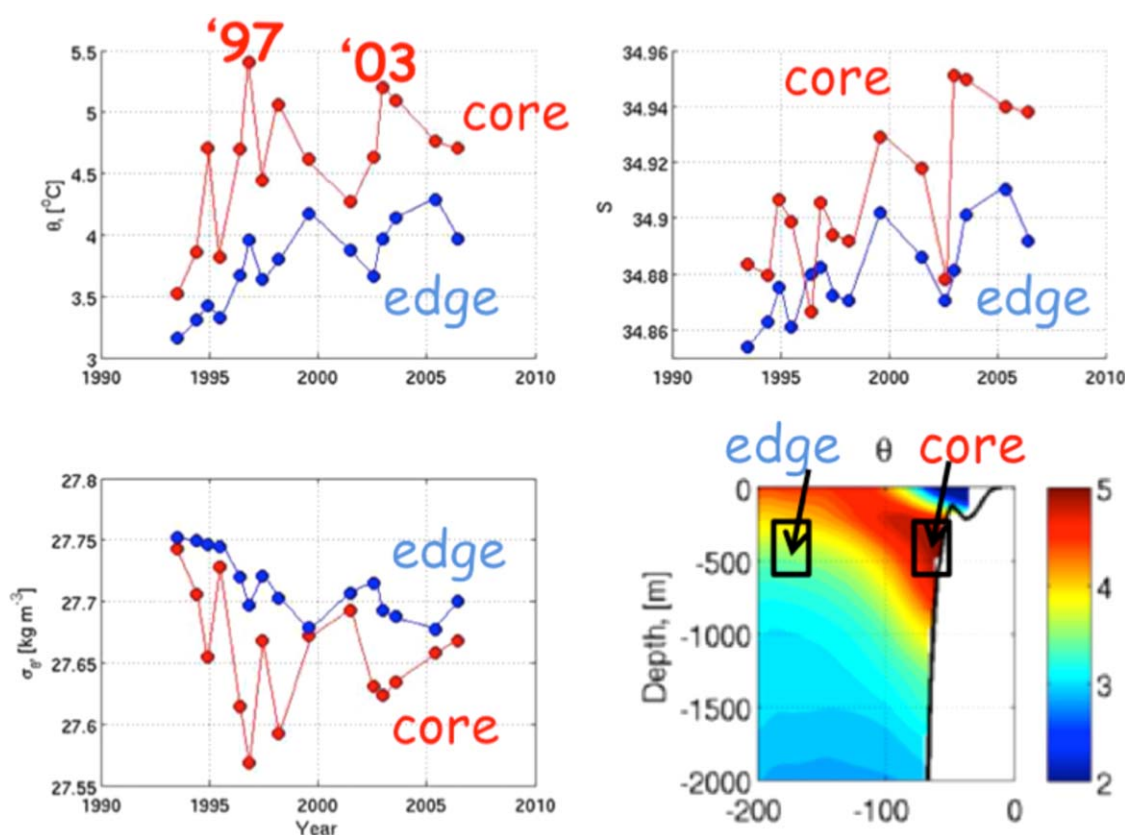 '97
'03
core
5.5
5
4.5
4
3.5
3
θ, [°C]
edge
1990 1995 2000 2005 2010
34.96
34.94
34.92
34.9
34.88
34.86
S
core
edge
1990 1995 2000 2005 2010
27.8
27.75
27.7
27.65
27.6
27.55
σθ, [kg m-3]
edge
core
1990 1995 2000 2005 2010
Year
edge θ core
0
-500
-1000
-1500
-2000
Depth, [m]
-200 -100 0
5
4
3
2